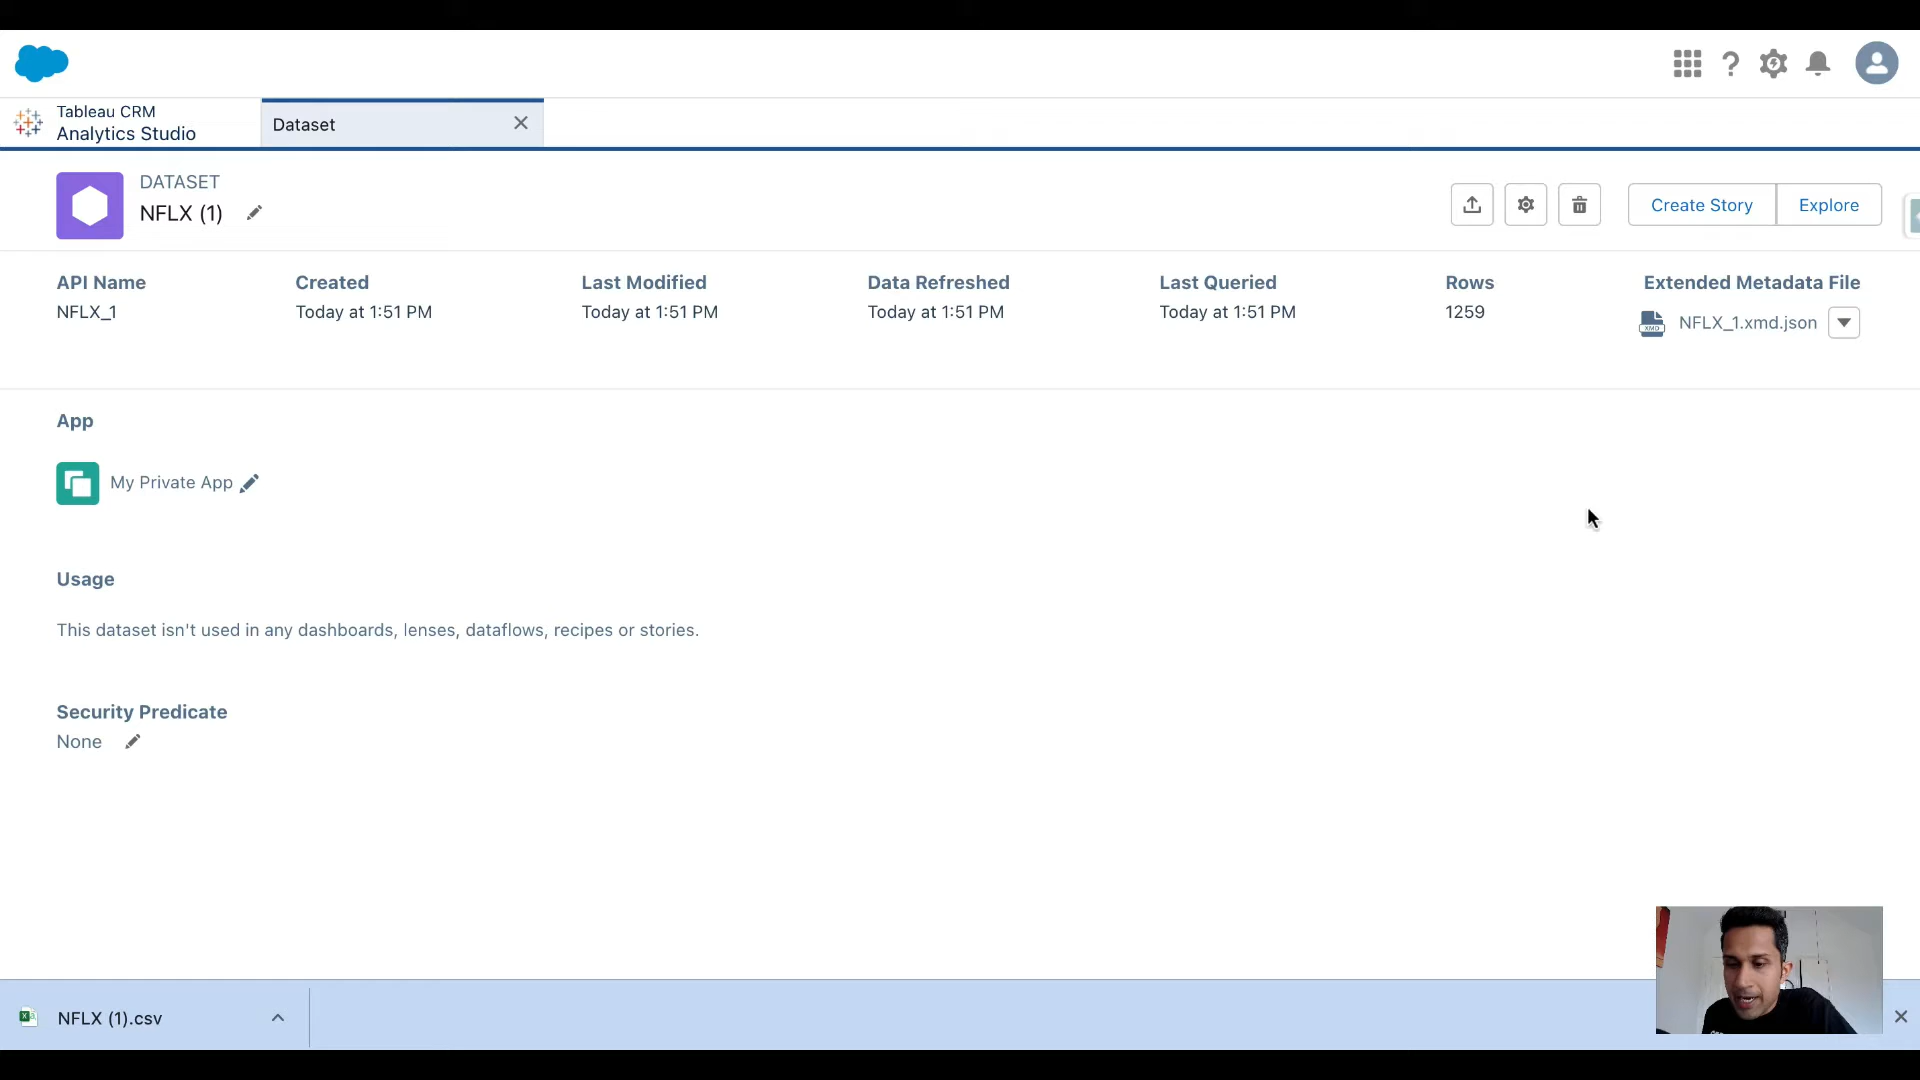 Tableau CRM
Analytics Studio
Dataset
DATASET
NFLX (1)
Create Story
Explore
API Name
NFLX_1
Created
Today at 1:51 PM
Last Modified
Today at 1:51 PM
Data Refreshed
Today at 1:51 PM
Last Queried
Today at 1:51 PM
Rows
1259
Extended Metadata File
XMD
NFLX_1.xmd.json
App
My Private App
Usage
This dataset isn't used in any dashboards, lenses, dataflows, recipes or stories.
Security Predicate
None
NFLX (1).csv